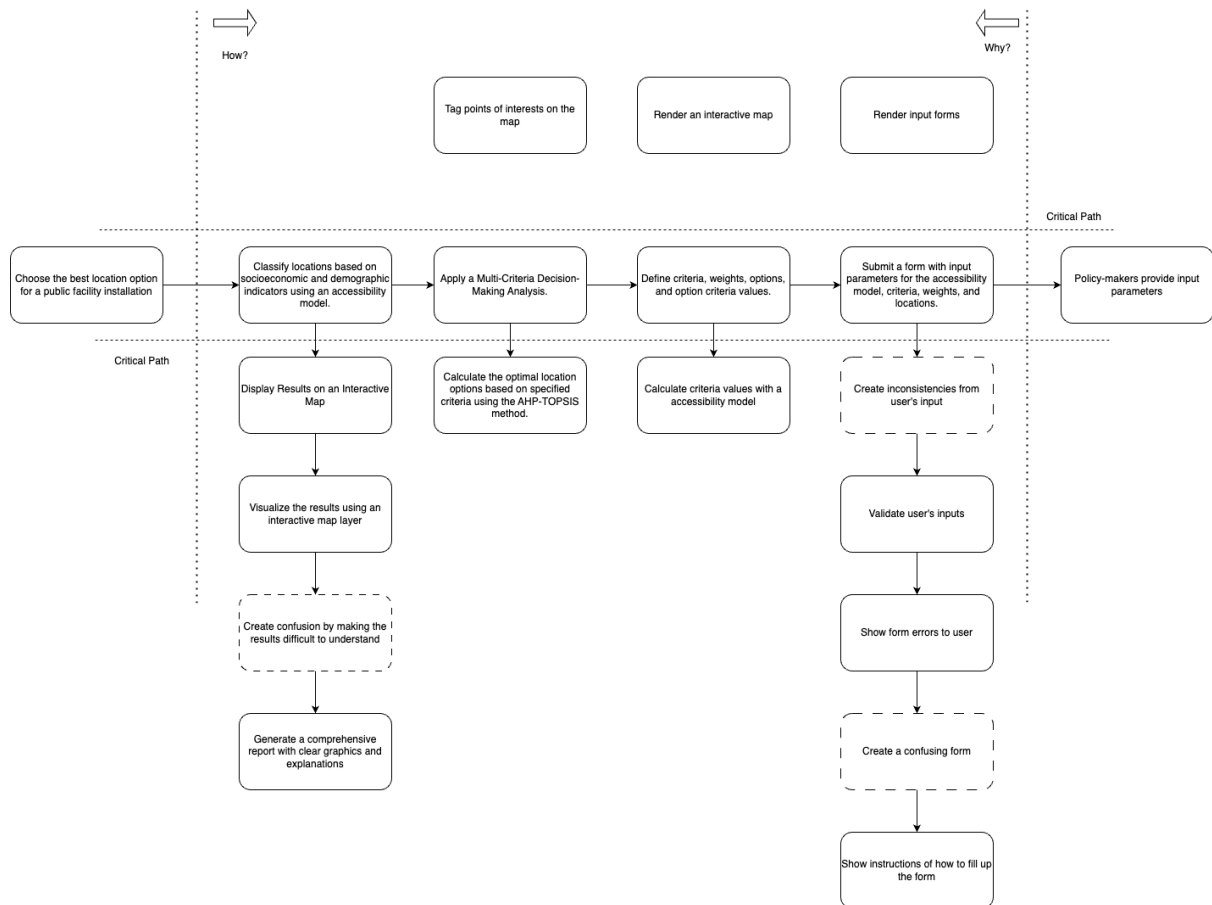 How?
Why?
Tag points of interests on the
map
Render an interactive map
Render input forms
Critical Path
Choose the best location option
for a public facility installation
Classify locations based on
socioeconomic and demographic
indicators using an accessibility
model.
Apply a Multi-Criteria Decision-
Making Analysis.
Define criteria, weights, options,
and option criteria values.
Submit a form with input
parameters for the accessibility
model, criteria, weights, and
locations.
Policy-makers provide input
parameters
Critical Path
Display Results on an Interactive
Map
Calculate the optimal location
options based on specified
criteria using the AHP-TOPSIS
method.
Calculate criteria values with a
accessibility model
Create inconsistencies from
user's input
Visualize the results using an
interactive map layer
Validate user's inputs
Create confusion by making the
results difficult to understand
Show form errors to user
Generate a comprehensive
report with clear graphics and
explanations
Create a confusing form
Show instructions of how to fill up
the form